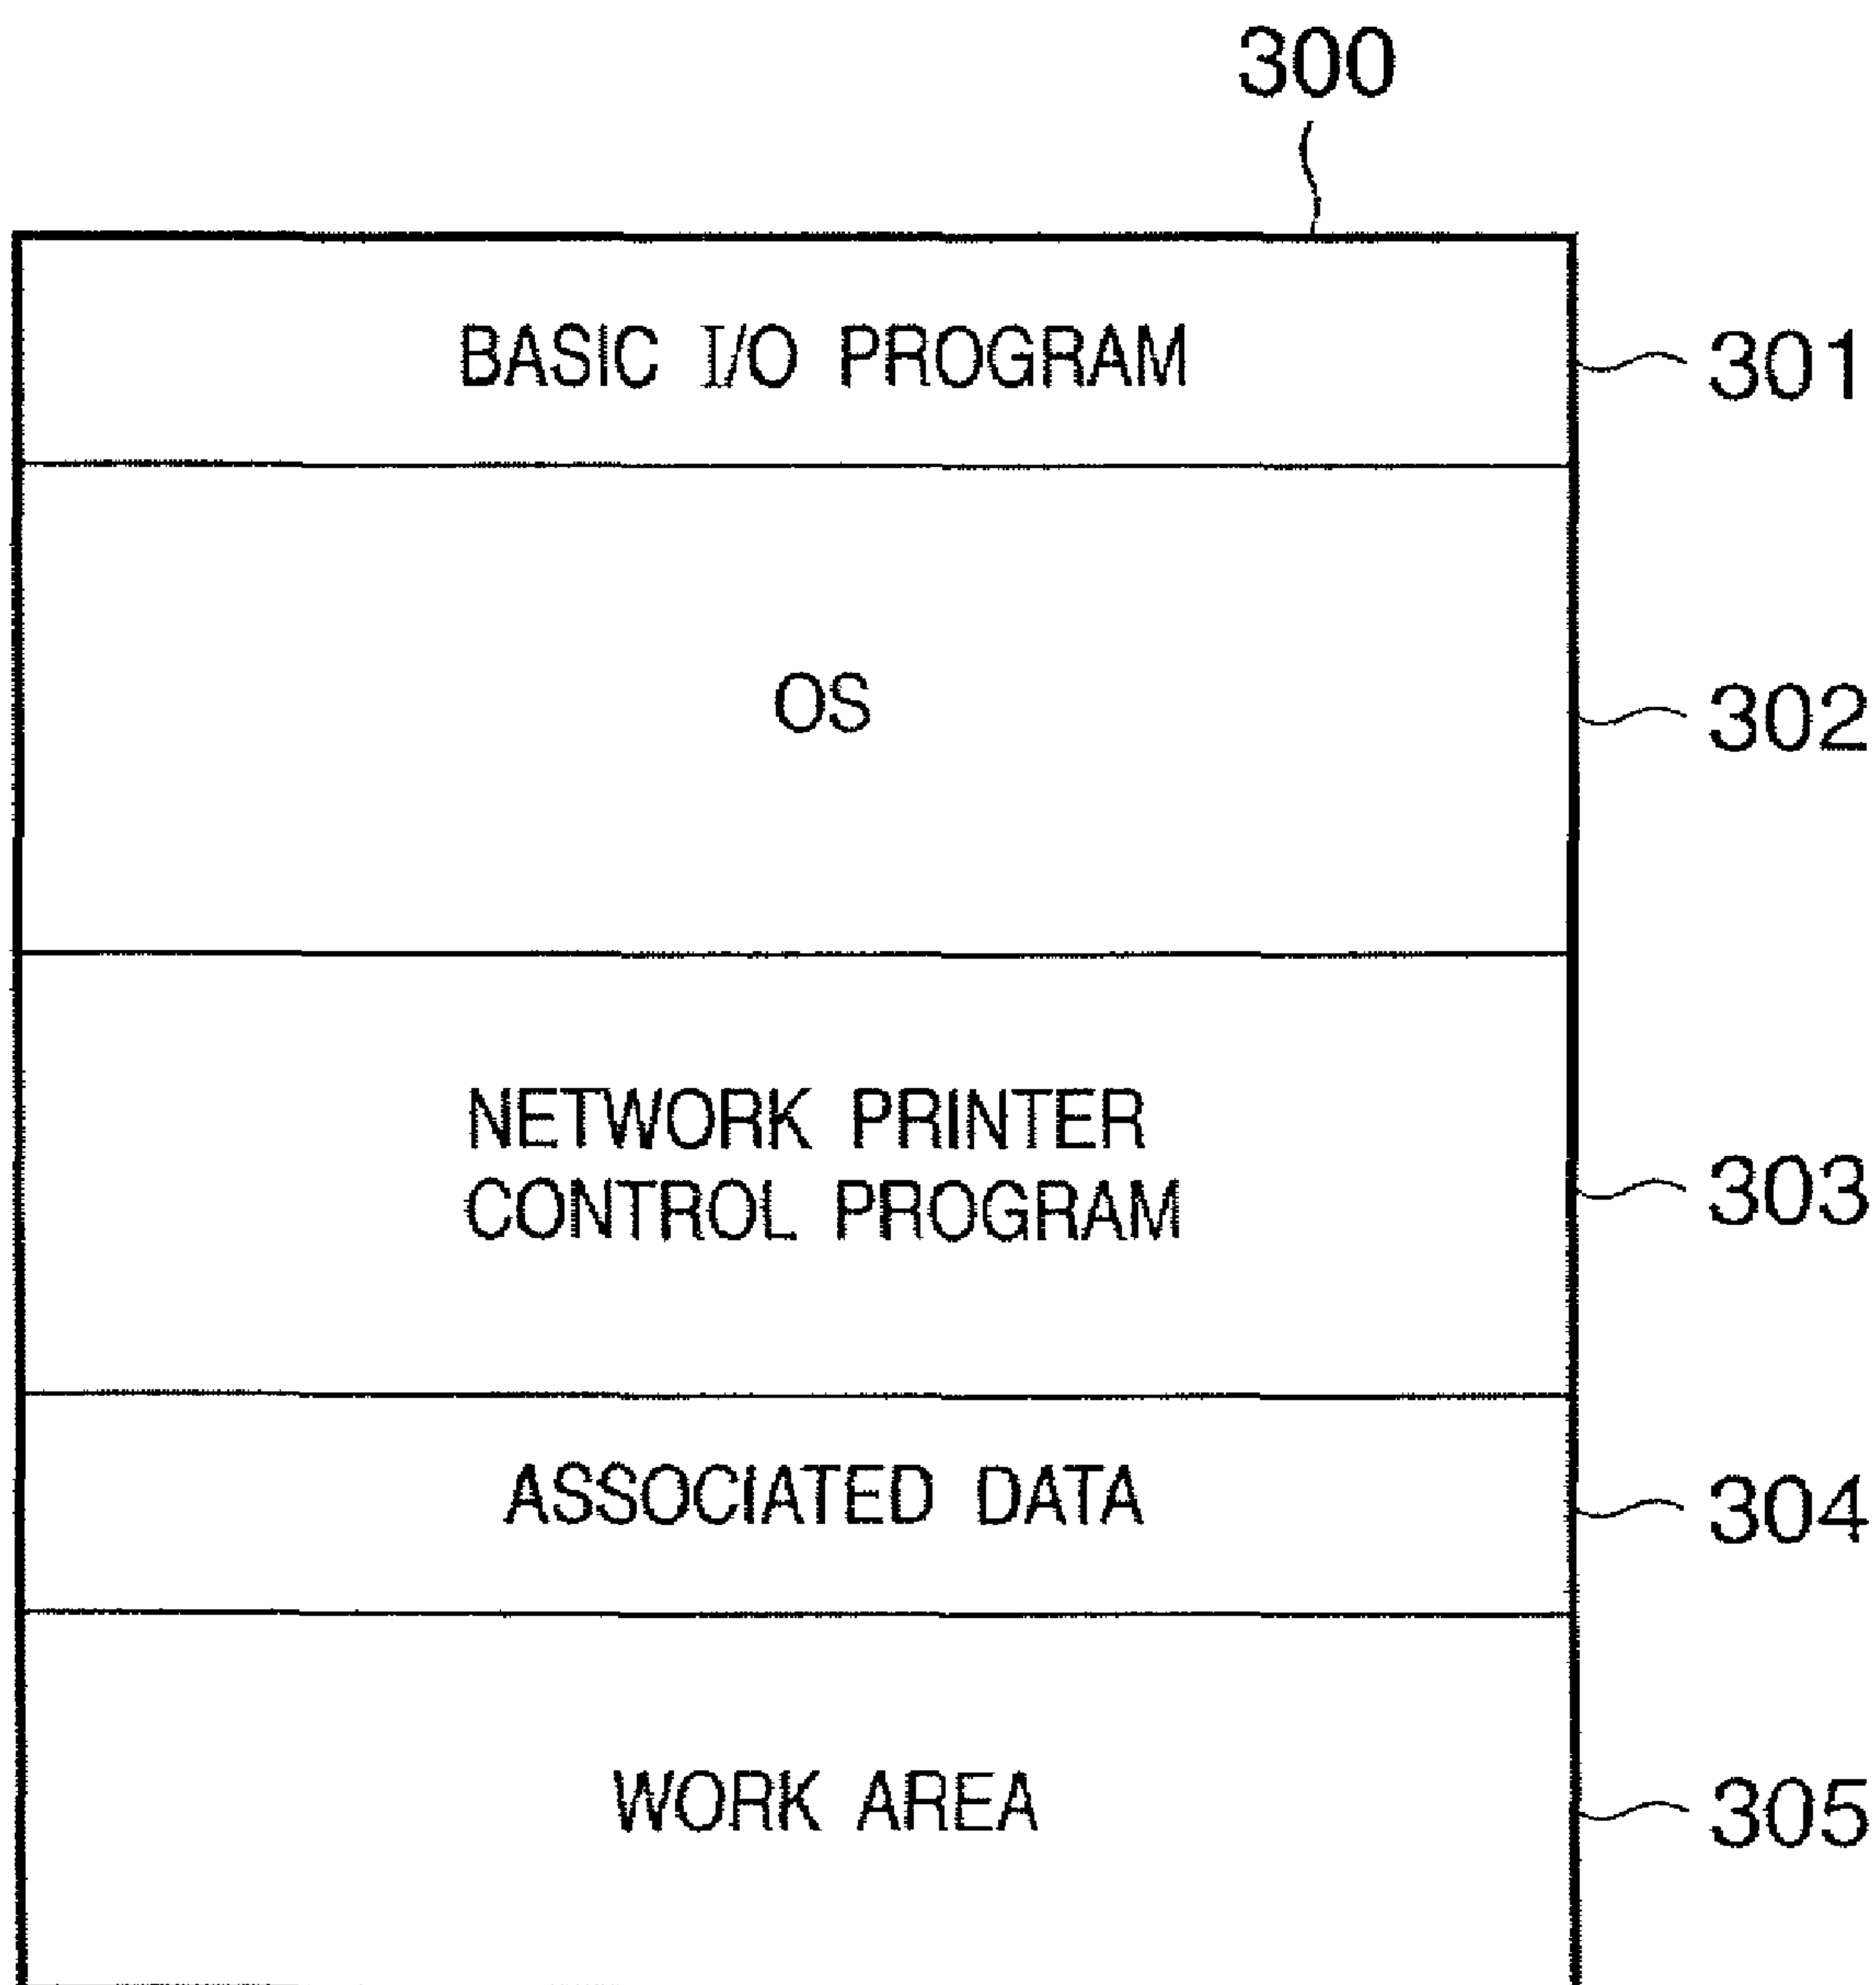 300
BASIC I/O PROGRAM
301
OS
302
NETWORK PRINTER
CONTROL PROGRAM
303
ASSOCIATED DATA
304
WORK AREA
305